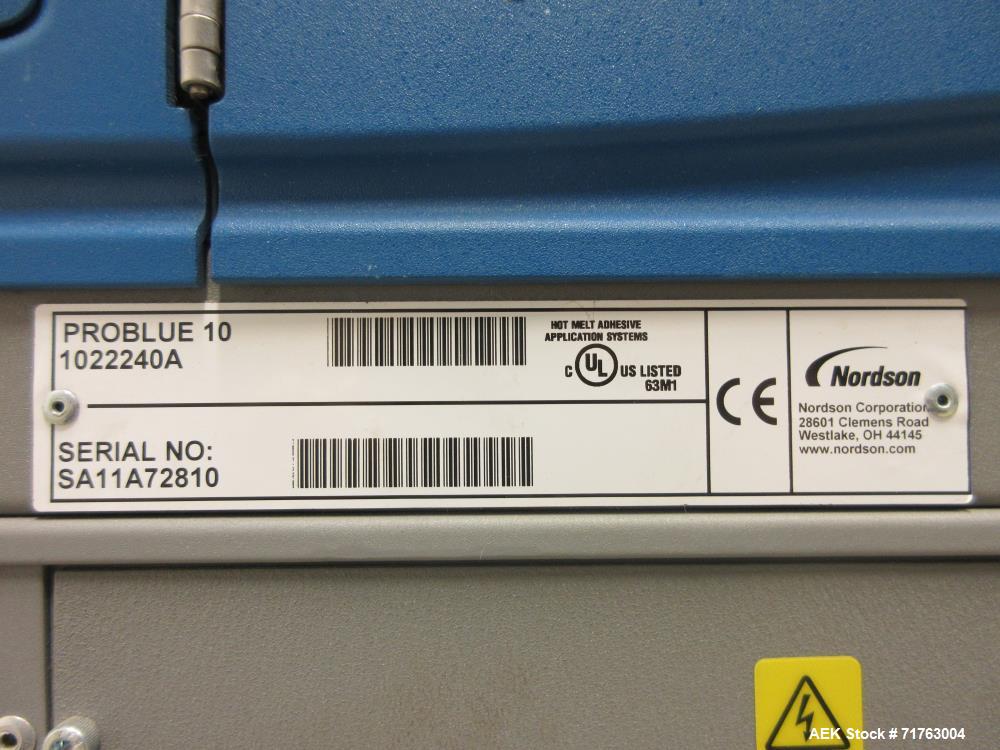 PROBLUE 10
1022240A
HOT MELT ADHESIVE
APPLICATION SYSTEMS
C UL US LISTED
63M1
SERIAL NO:
SA11A72810
CE
Nordson
Nordson Corporation
28601 Clemens Road
Westlake, OH 44145
www.nordson.com
AEK Stock # 71763004